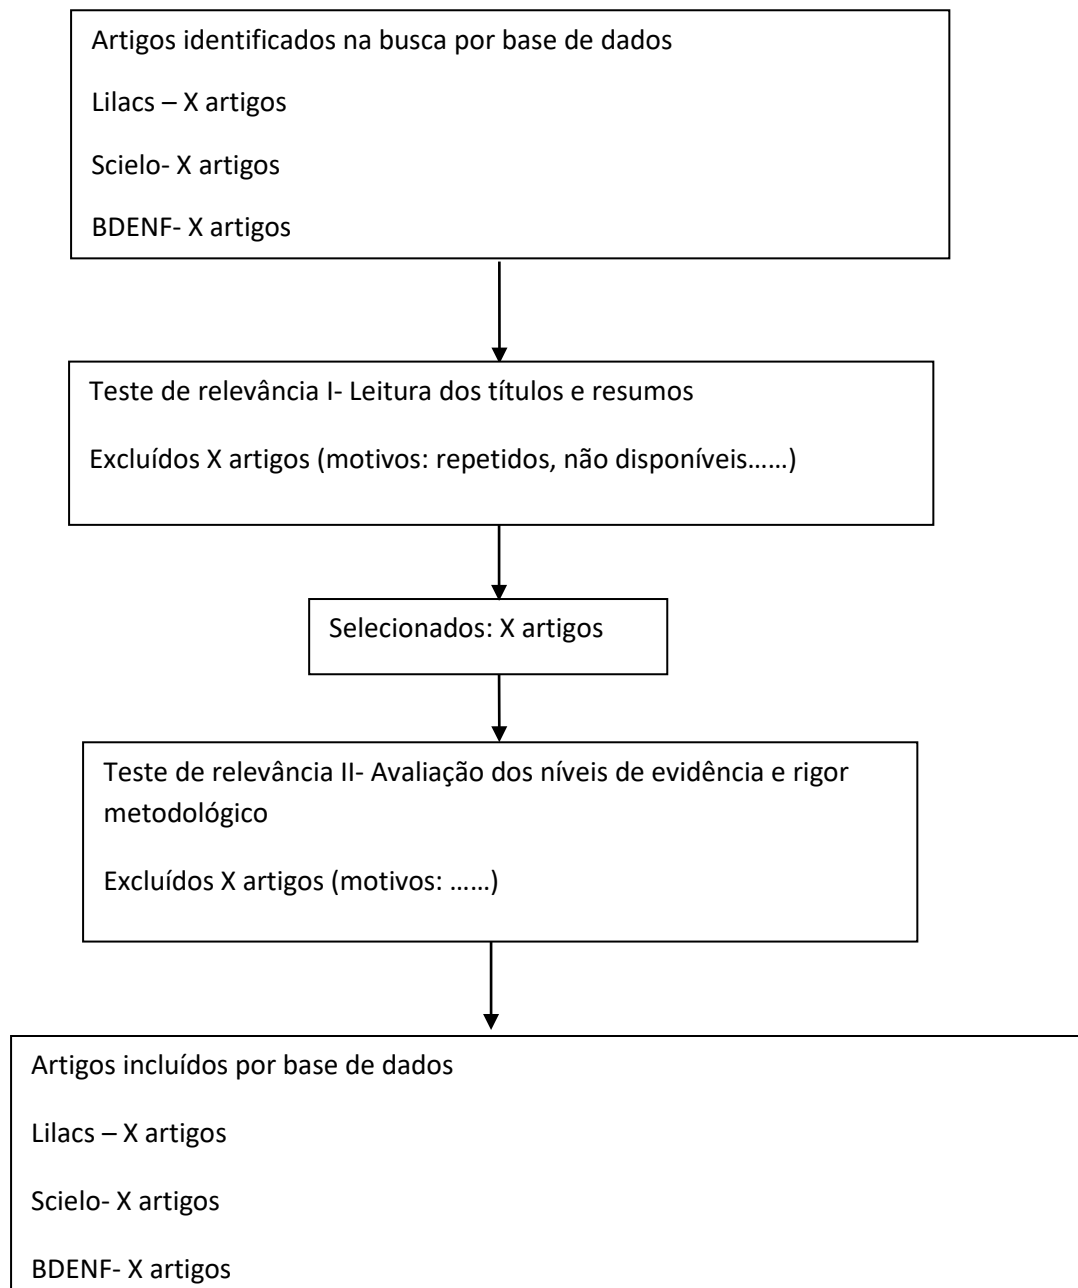 Artigos identificados na busca por base de dados
Lilacs – X artigos
Scielo- X artigos
BDENF- X artigos
Teste de relevância I- Leitura dos títulos e resumos
Excluídos X artigos (motivos: repetidos, não disponíveis……)
Selecionados: X artigos
Teste de relevância II- Avaliação dos níveis de evidência e rigor
metodológico
Excluídos X artigos (motivos: ……)
Artigos incluídos por base de dados
Lilacs – X artigos
Scielo- X artigos
BDENF- X artigos